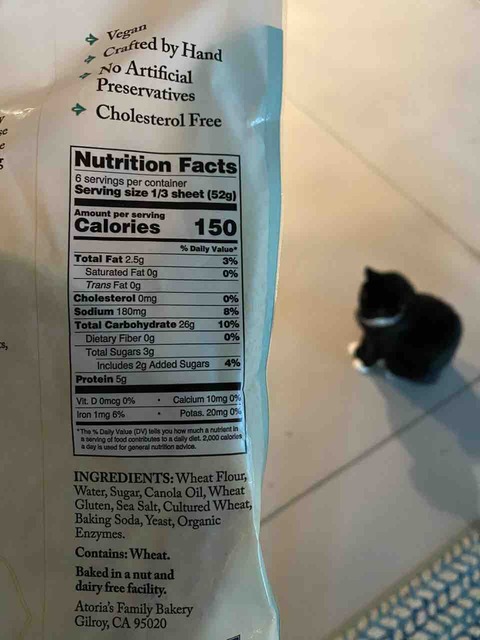 Vegan
Crafted by Hand
No Artificial
Preservatives
Cholesterol Free
Nutrition Facts
6 servings per container
Serving size 1/3 sheet (52g)
Amount per serving
Calories 150
% Daily Value*
Total Fat 2.5g 3%
Saturated Fat 0g 0%
Trans Fat 0g
Cholesterol 0mg 0%
Sodium 180mg 8%
Total Carbohydrate 26g 10%
Dietary Fiber 0g 0%
Total Sugars 3g
Includes 2g Added Sugars 4%
Protein 5g
Vit. D 0mcg 0% • Calcium 10mg 0%
Iron 1mg 6% • Potas. 20mg 0%
*The % Daily Value (DV) tells you how much a nutrient in
a serving of food contributes to a daily diet. 2,000 calories
a day is used for general nutrition advice.
INGREDIENTS: Wheat Flour,
Water, Sugar, Canola Oil, Wheat
Gluten, Sea Salt, Cultured Wheat,
Baking Soda, Yeast, Organic
Enzymes.
Contains: Wheat.
Baked in a nut and
dairy free facility.
Atoria's Family Bakery
Gilroy, CA 95020